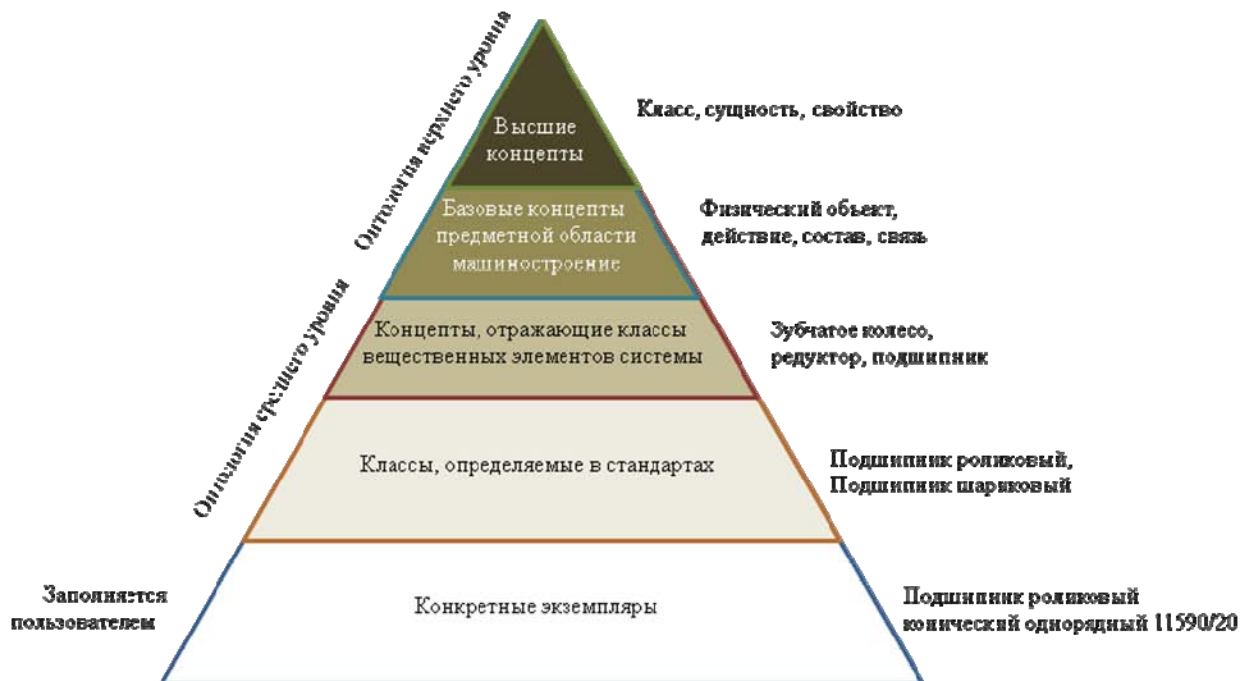 Онтология верхнего уровня
Высшие
концепты
Класс, сущность, свойство
Базовые концепты
предметной области
машиностроение
Физический объект,
действие, состав, связь
Онтология среднего уровня
Концепты, отражающие классы
вещественных элементов системы
Зубчатое колесо,
редуктор, подшипник
Классы, определяемые в стандартах
Подшипник роликовый,
Подшипник шариковый
Заполняется
пользователем
Конкретные экземпляры
Подшипник роликовый
конический однорядный 11590/20